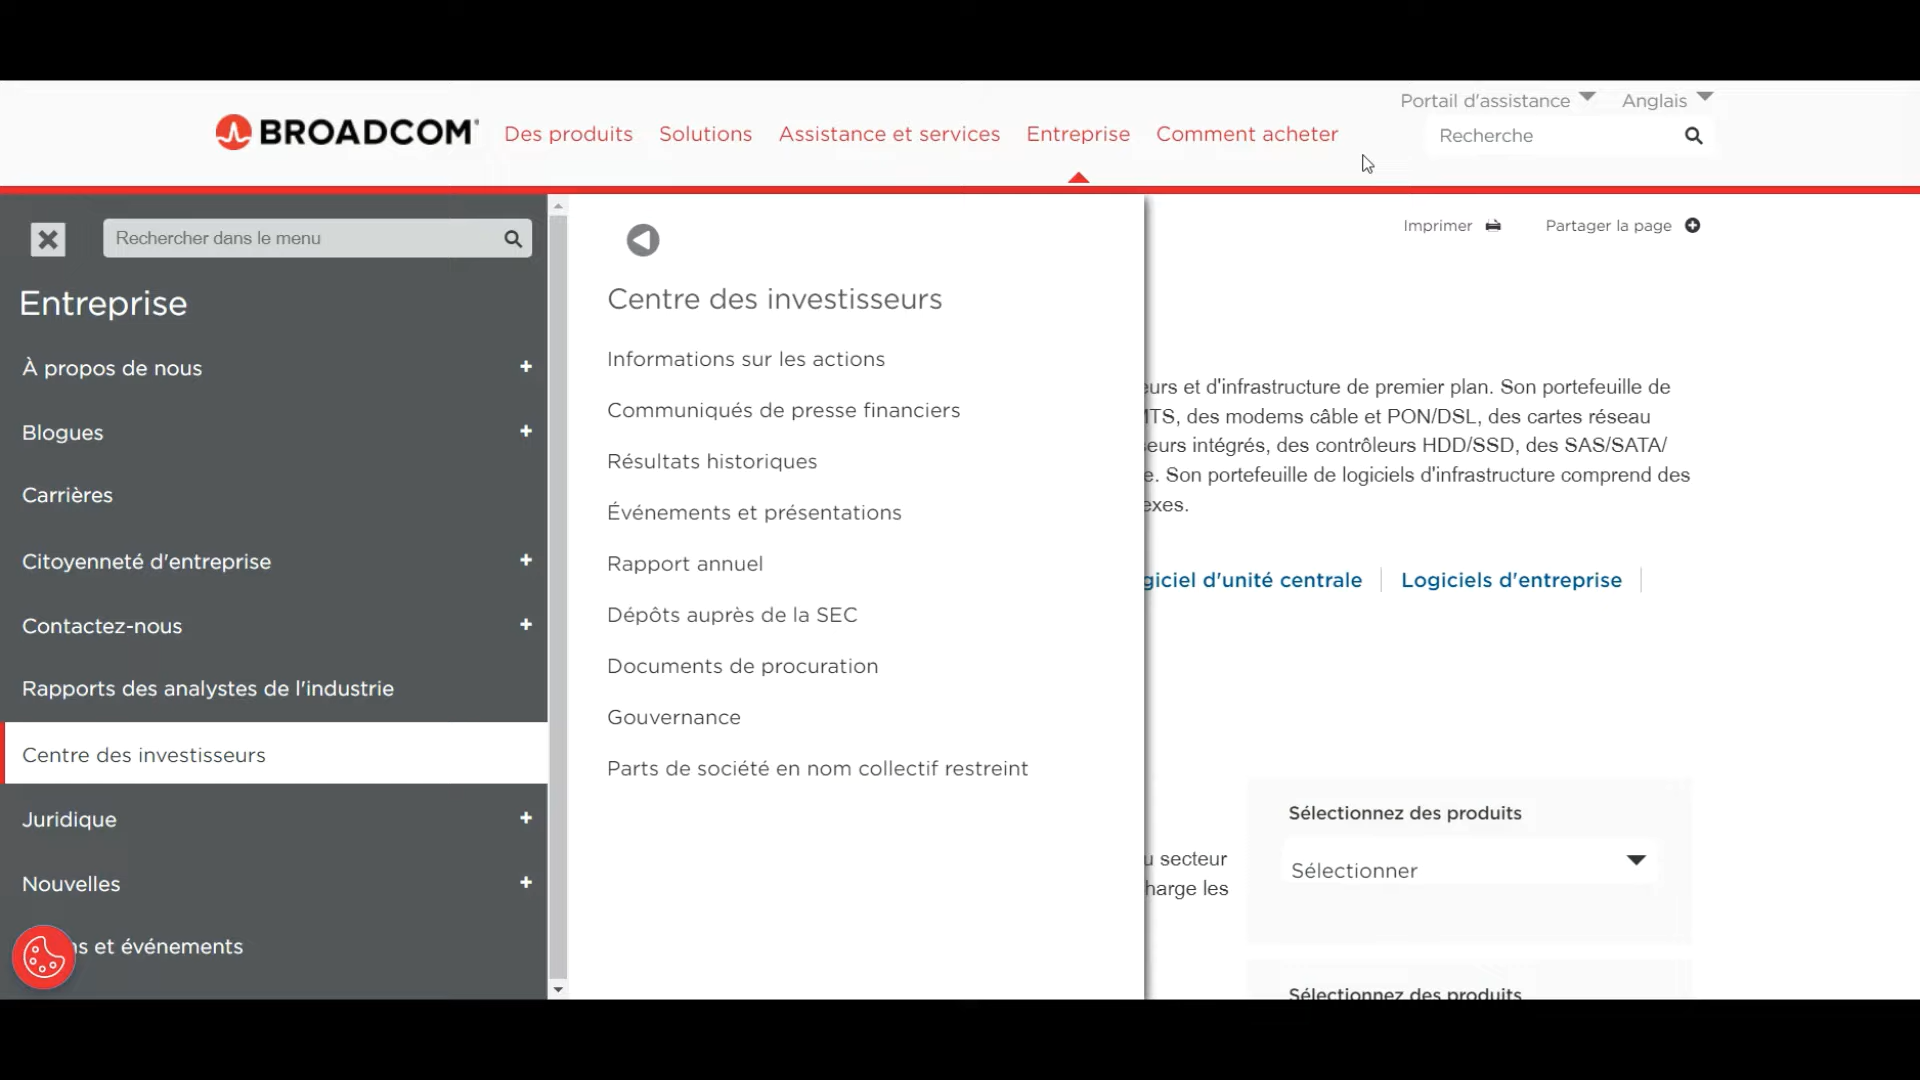 Portail d'assistance Anglais
BROADCOM Des produits Solutions Assistance et services Entreprise Comment acheter Recherche
Imprimer Partager la page
Rechercher dans le menu
Entreprise
À propos de nous +
Blogues +
Carrières
Citoyenneté d'entreprise +
Contactez-nous +
Rapports des analystes de l'industrie
Centre des investisseurs
Juridique +
Nouvelles +
et événements
Centre des investisseurs
Informations sur les actions
Communiqués de presse financiers
Résultats historiques
Événements et présentations
Rapport annuel
Dépôts auprès de la SEC
Documents de procuration
Gouvernance
Parts de société en nom collectif restreint
et d'infrastructure de premier plan. Son portefeuille de
des modems câble et PON/DSL, des cartes réseau
intégrés, des contrôleurs HDD/SSD, des SAS/SATA/
Son portefeuille de logiciels d'infrastructure comprend des
d'unité centrale Logiciels d'entreprise
secteur
les
Sélectionnez des produits
Sélectionner
Sélectionnez des produits